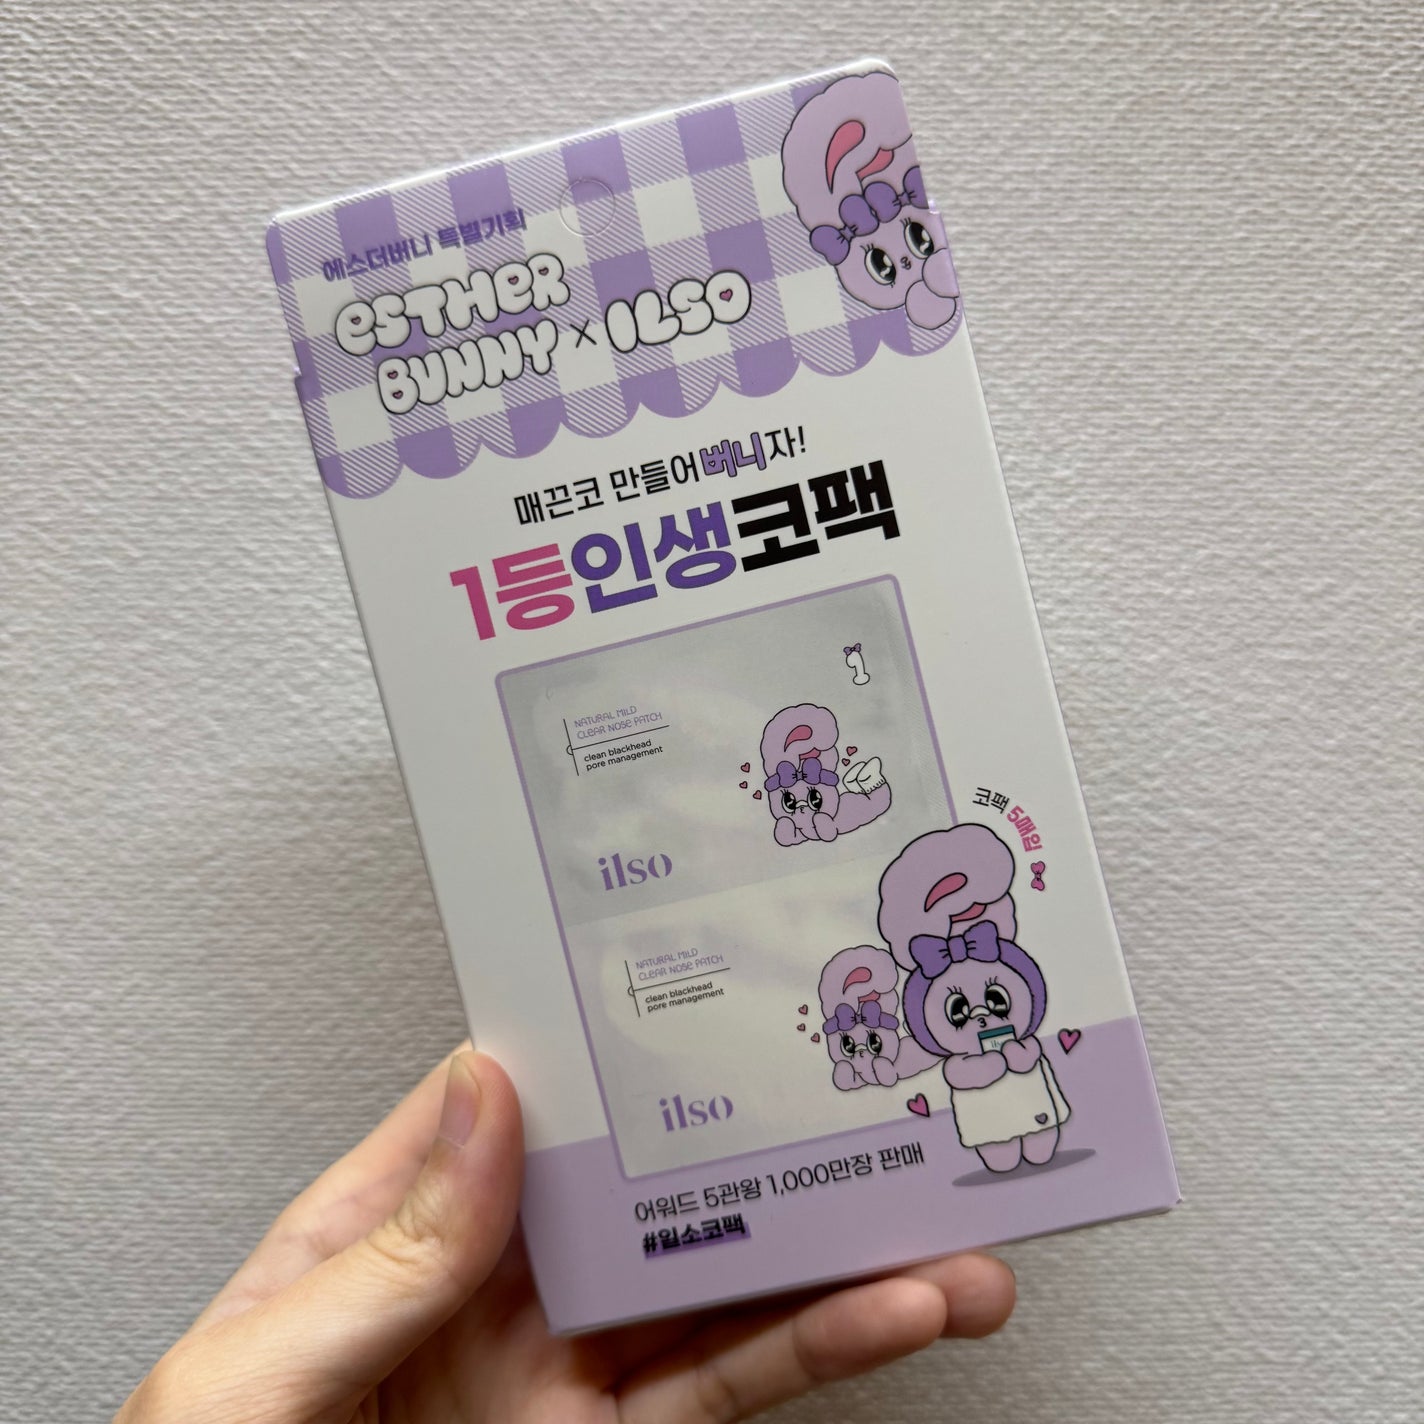 에스더버니 특별기획
ESTHER
BUNNY × ILSO
매끈코 만들어버니자!
1등인생코팩
1
NATURAL MILD
CLEAR NOSE PATCH
clean blackhead
pore management
ilso
코팩 5매입
NATURAL MILD
CLEAR NOSE PATCH
clean blackhead
pore management
ilso
어워드 5관왕 1,000만장 판매
#일소코팩